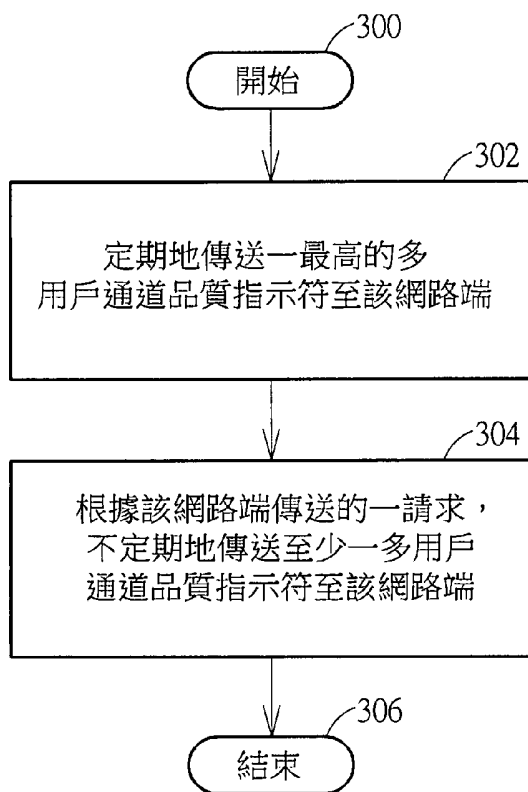 300
開始
302
定期地傳送一最高的多
用戶通道品質指示符至該網路端
304
根據該網路端傳送的一請求,
不定期地傳送至少一多用戶
通道品質指示符至該網路端
306
結束